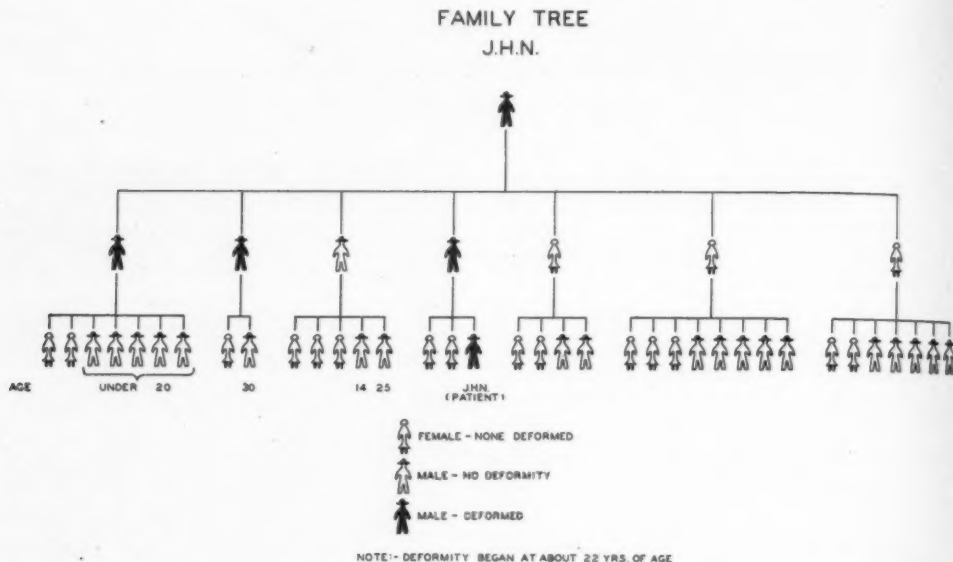 FAMILY TREE
J.H.N.
AGE UNDER 20 30 14 25 J.H.N.
(PATIENT)
FEMALE - NONE DEFORMED
MALE - NO DEFORMITY
MALE - DEFORMED
NOTE:- DEFORMITY BEGAN AT ABOUT 22 YRS. OF AGE